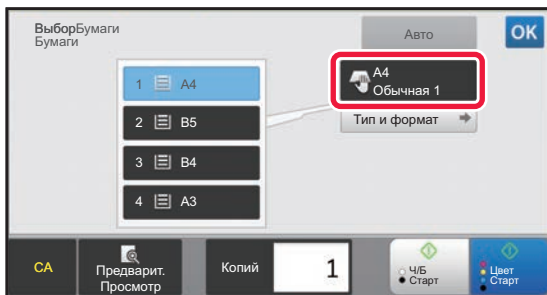 ВыборБумаги
Бумаги
Авто
OK
1 A4
2 B5
3 B4
4 A3
A4
Обычная 1
Тип и формат
CA
Предварит.
Просмотр
Копий
1
Ч/Б
Старт
Цвет
Старт